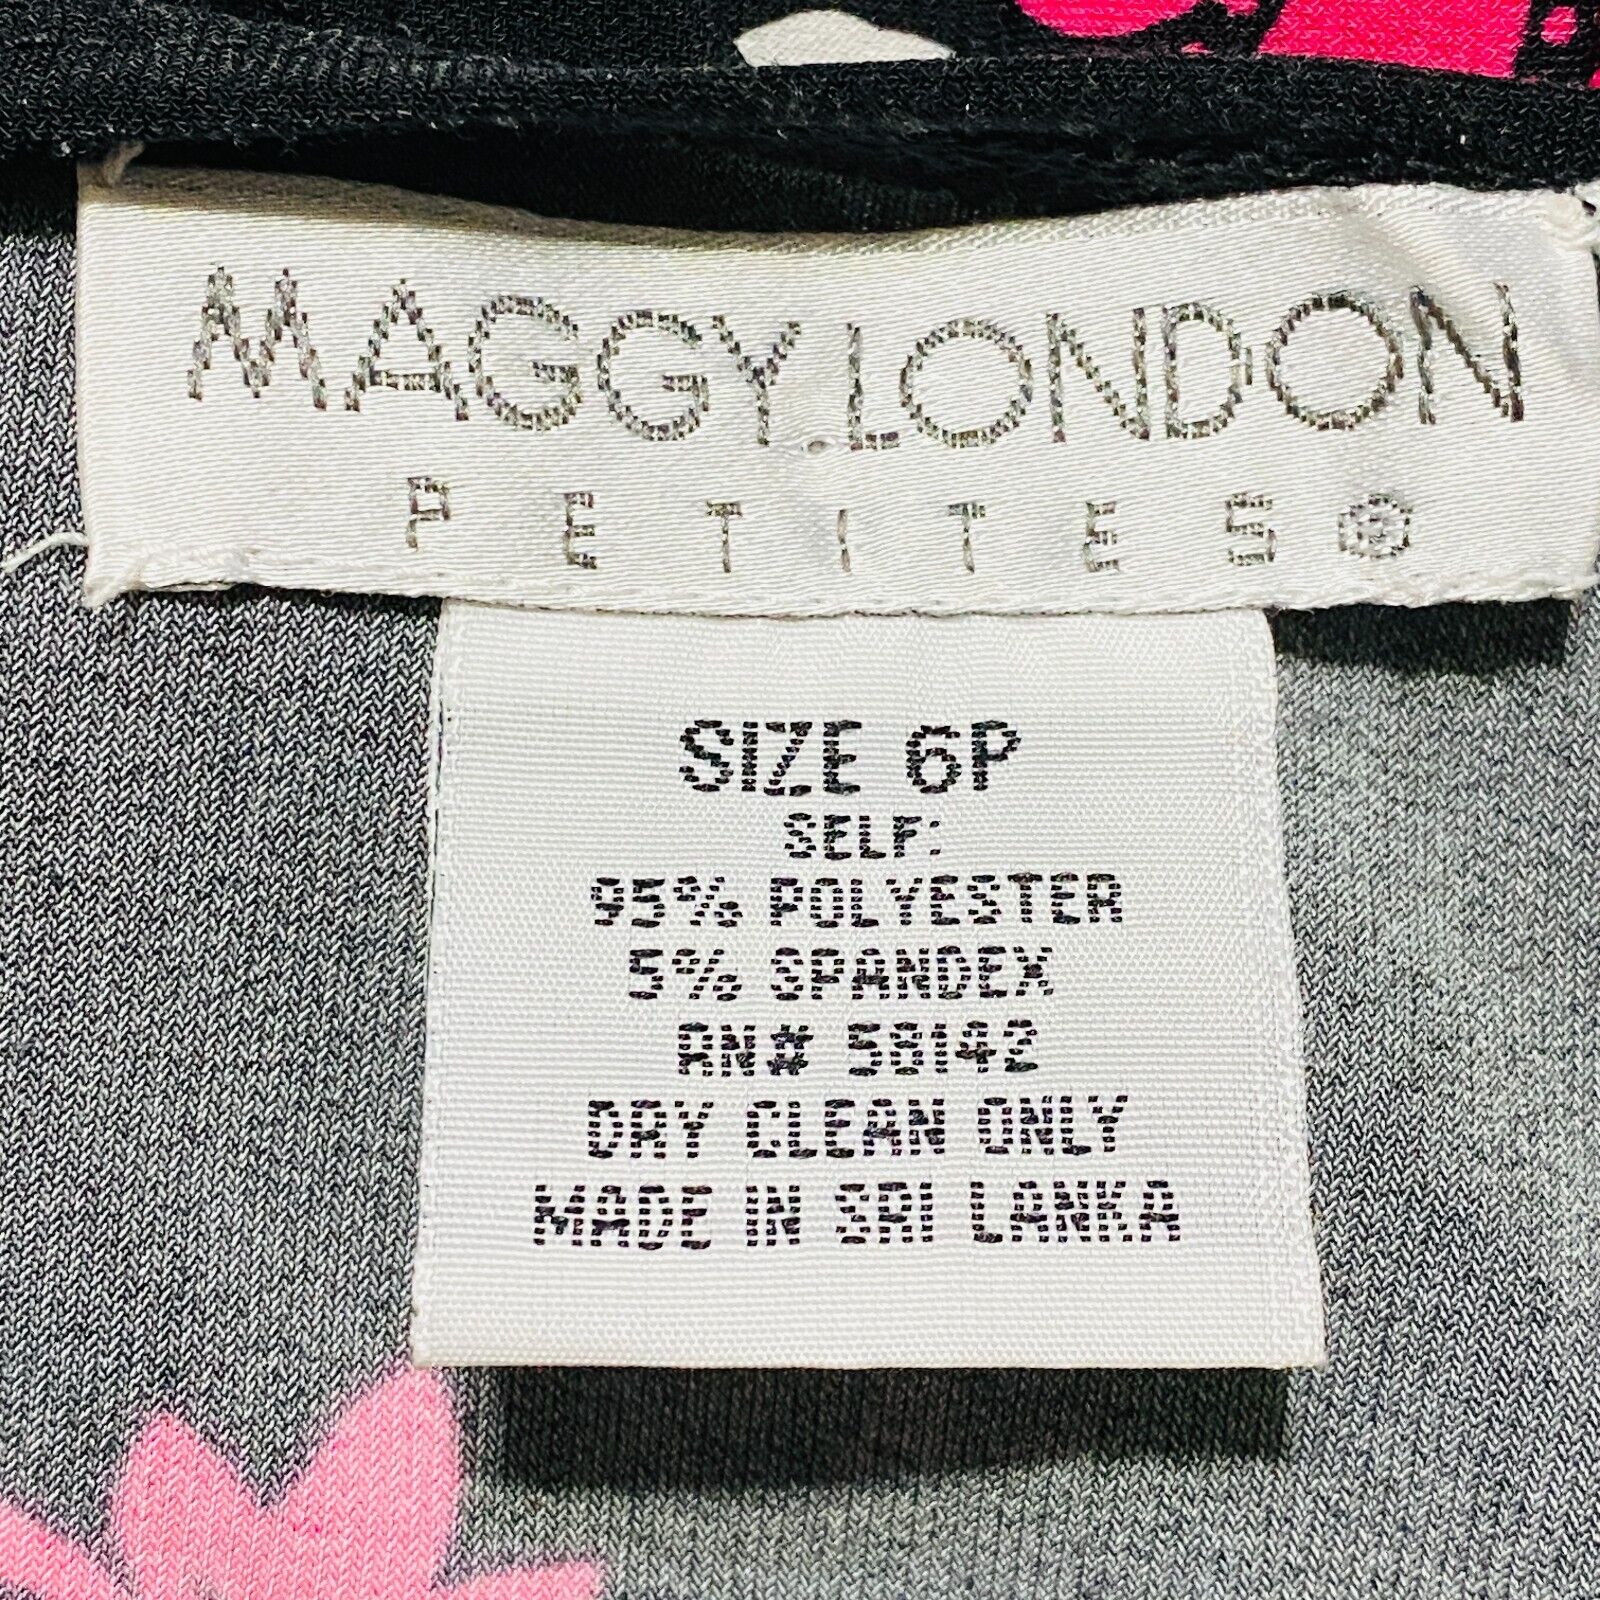 MAGGY LONDON
PETITES®
SIZE 6P
SELF:
95% POLYESTER
5% SPANDEX
RN# 58142
DRY CLEAN ONLY
MADE IN SRI LANKA